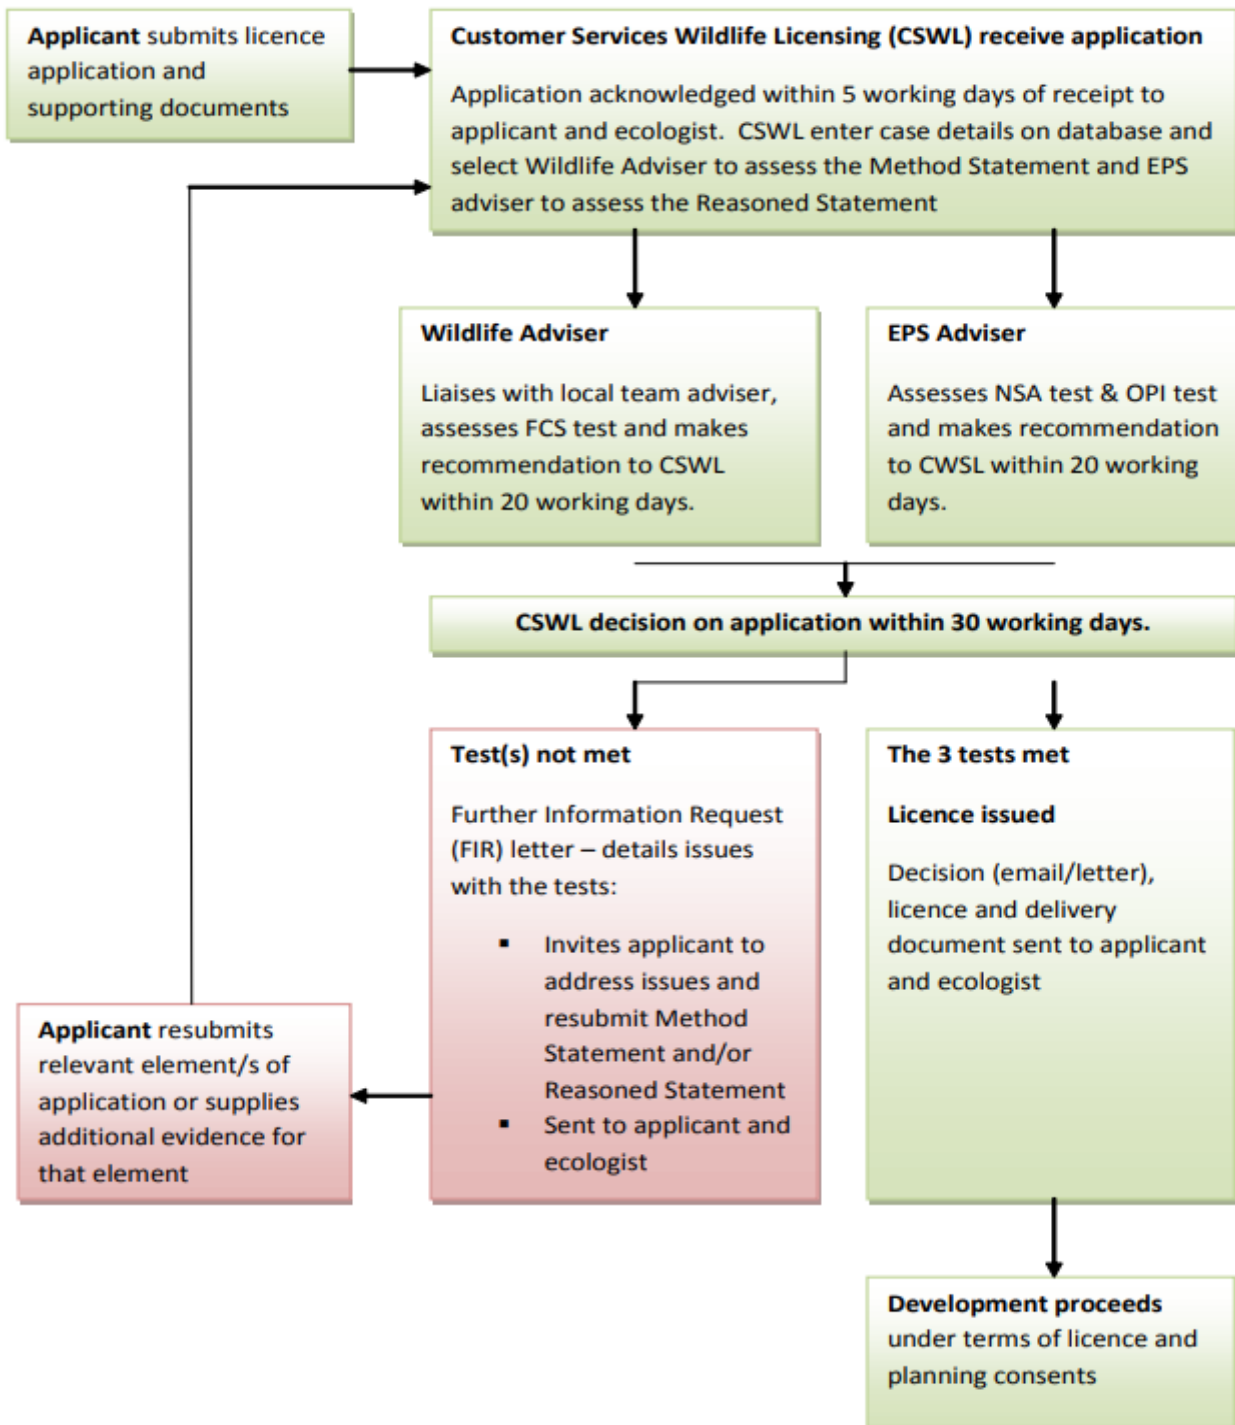 Applicant submits licence
application and
supporting documents
Customer Services Wildlife Licensing (CSWL) receive application
Application acknowledged within 5 working days of receipt to
applicant and ecologist.  CSWL enter case details on database and
select Wildlife Adviser to assess the Method Statement and EPS
adviser to assess the Reasoned Statement
Wildlife Adviser
Liaises with local team adviser,
assesses FCS test and makes
recommendation to CSWL
within 20 working days.
EPS Adviser
Assesses NSA test & OPI test
and makes recommendation
to CWSL within 20 working
days.
CSWL decision on application within 30 working days.
Test(s) not met
Further Information Request
(FIR) letter – details issues
with the tests:
▪ Invites applicant to
address issues and
resubmit Method
Statement and/or
Reasoned Statement
▪ Sent to applicant and
ecologist
The 3 tests met
Licence issued
Decision (email/letter),
licence and delivery
document sent to applicant
and ecologist
Applicant resubmits
relevant element/s of
application or supplies
additional evidence for
that element
Development proceeds
under terms of licence and
planning consents